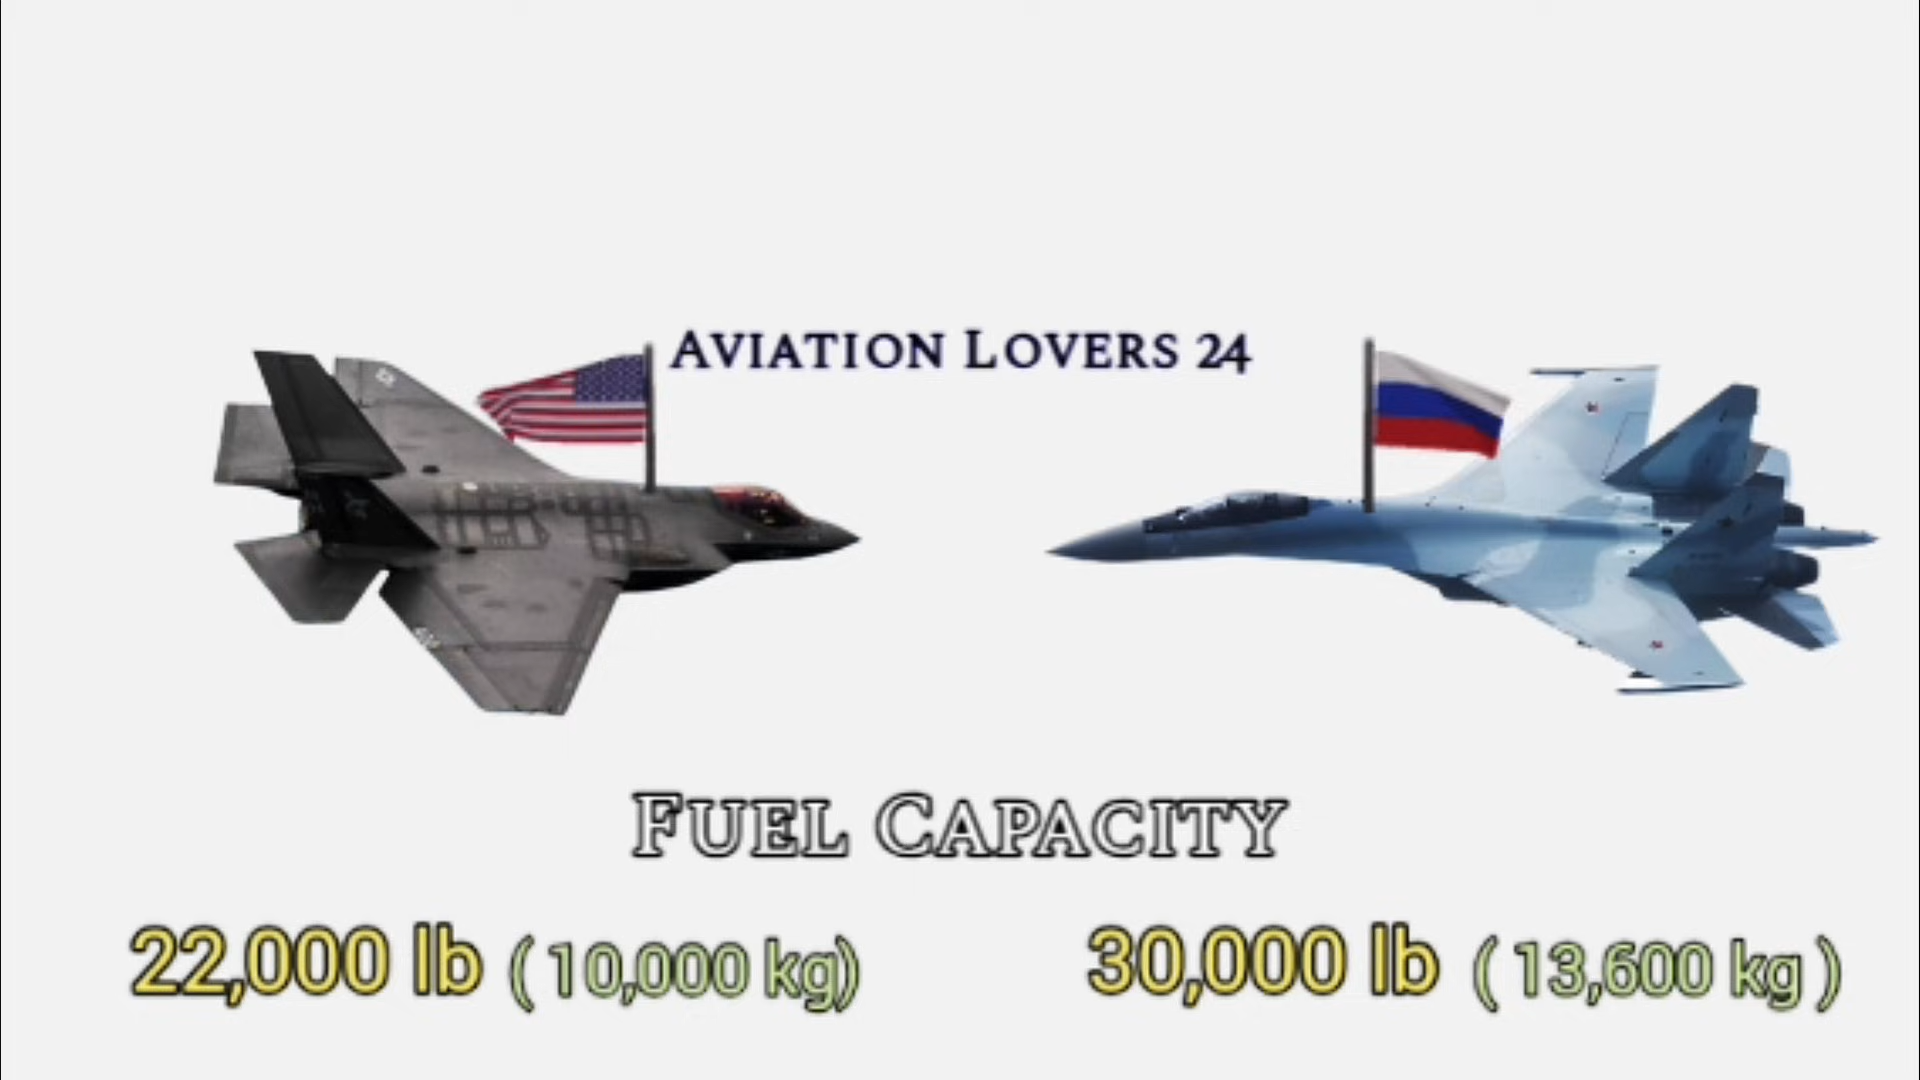 AVIATION LOVERS 24
FUEL CAPACITY
22,000 lb ( 10,000 kg)
30,000 lb ( 13,600 kg )